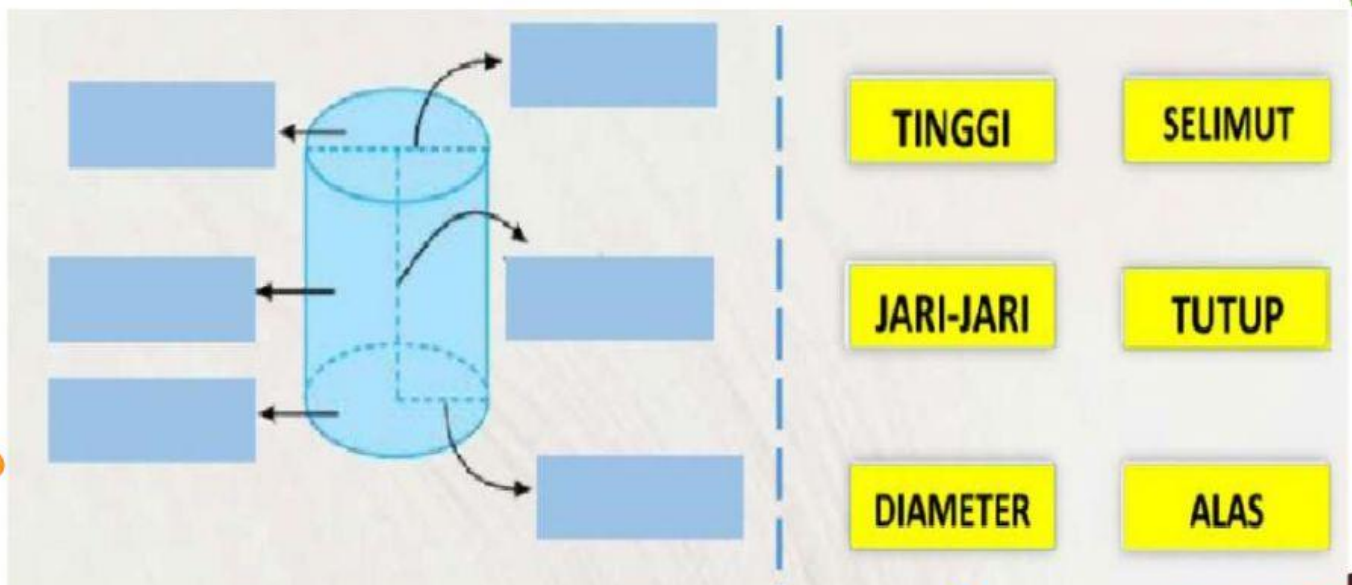 TINGGI
SELIMUT
JARI-JARI
TUTUP
DIAMETER
ALAS